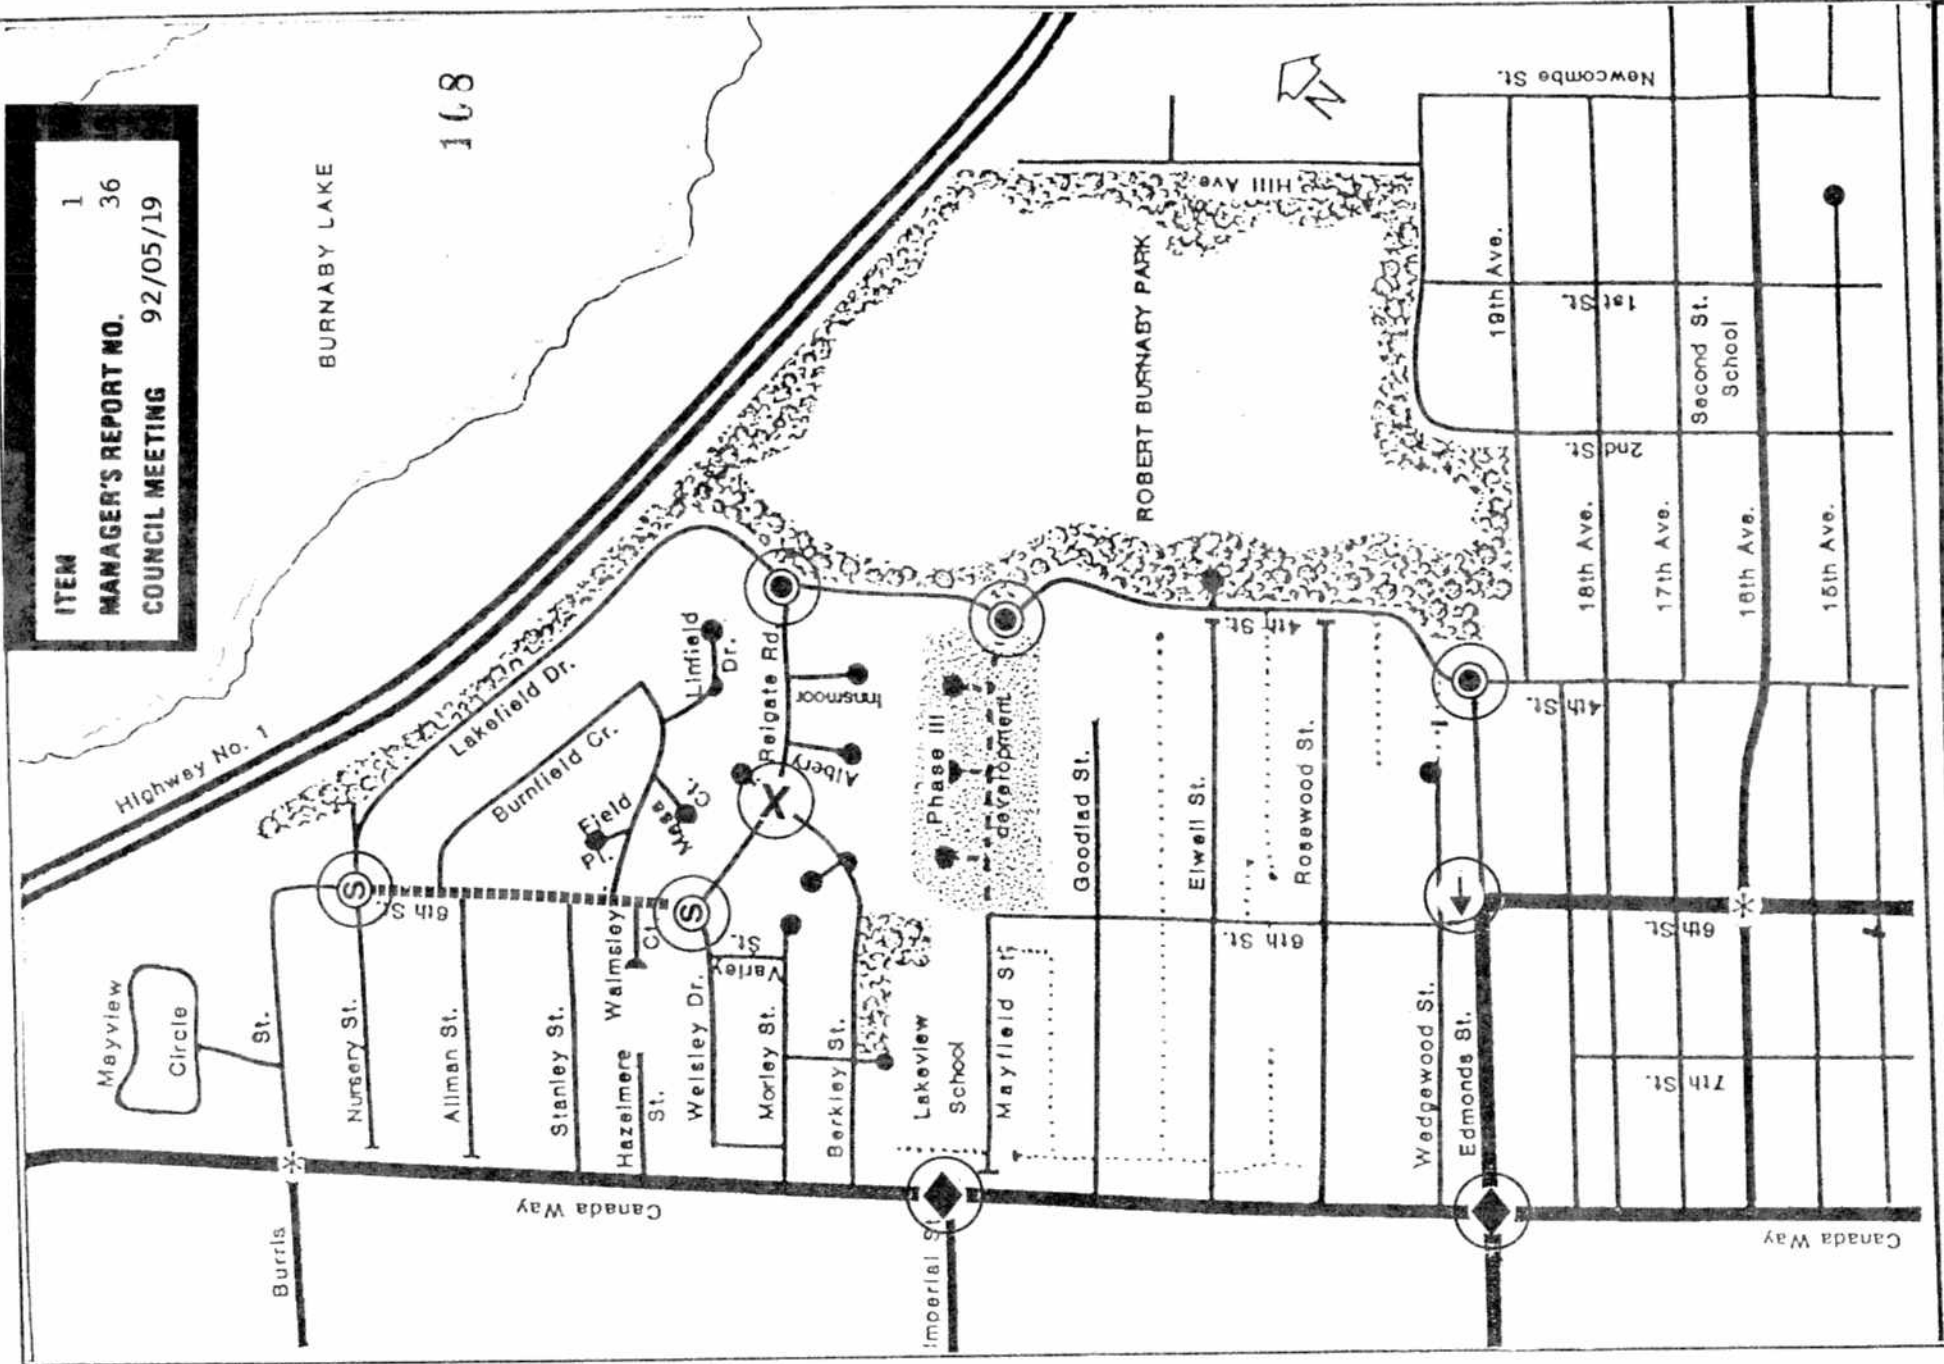 ITEM 1
MANAGER'S REPORT NO. 36
COUNCIL MEETING 92/05/19
168
BURNABY LAKE
Highway No. 1
N
Newcombe St.
Hill Ave
ROBERT BURNABY PARK
19th Ave.
1st St.
Second St.
School
2nd St.
18th Ave.
17th Ave.
16th Ave.
15th Ave.
4th St.
4th St.
Lakefield Dr.
Burnfield Cr.
Linfield
Dr.
Reigate Rd.
Innsmoor
Albery
X
Field
Pl.
Moss
Ct.
Phase III
development
Goodlad St.
Elwell St.
Rosewood St.
S
6th St.
S
Walmsley
Ct.
Varley
St.
6th St.
6th St.
Mayview
Circle
St.
Nursery St.
Allman St.
Stanley St.
Hazelmere
St.
Welsley Dr.
Morley St.
Berkley St.
Lakeview
School
Mayfield St.
Wedgewood St.
Edmonds St.
7th St.
Canada Way
Canada Way
Burris
Imperial St